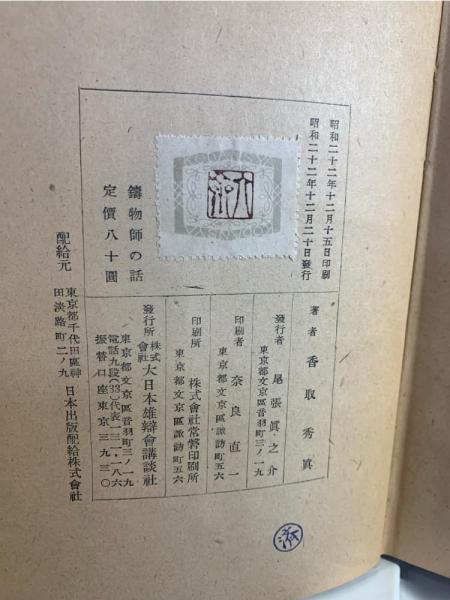 昭和二十二年十二月十五日印刷
昭和二十二年十二月二十日發行
鑄物師の話
定價八十圓
著者 香取秀眞
發行者 尾張眞之介
東京都文京區音羽町三ノ一九
印刷者 奈良直一
東京都文京區諏訪町五六
印刷所 株式會社常磐印刷所
東京都文京區諏訪町五六
發行所 株式會社 大日本雄辯會講談社
東京都文京區音羽町三ノ一九
電話九段(33)代表一二一・一八六
振替口座東京三九三〇
配給元 東京都千代田區神田淡路町二ノ九 日本出版配給株式會社
済